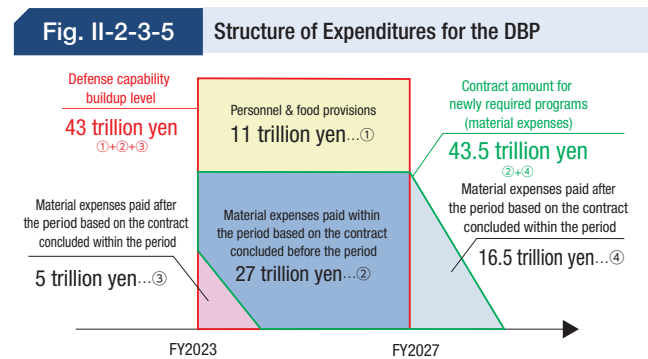 Fig. II-2-3-5
Structure of Expenditures for the DBP
Defense capability
buildup level
43 trillion yen
①+②+③
Personnel & food provisions
11 trillion yen...①
Contract amount for
newly required programs
(material expenses)
43.5 trillion yen
②+④
Material expenses paid after
the period based on the contract
concluded within the period
5 trillion yen...③
Material expenses paid within
the period based on the contract
concluded before the period
27 trillion yen...②
Material expenses paid after
the period based on the contract
concluded within the period
16.5 trillion yen...④
FY2023
FY2027